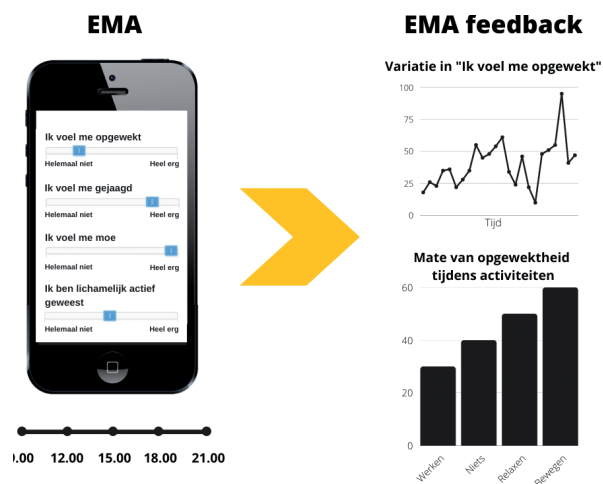 EMA
Ik voel me opgewekt
Helemaal niet Heel erg
Ik voel me gejaagd
Helemaal niet Heel erg
Ik voel me moe
Helemaal niet Heel erg
Ik ben lichamelijk actief
geweest
Helemaal niet Heel erg
.00 12.00 15.00 18.00 21.00
EMA feedback
Variatie in "Ik voel me opgewekt"
100
75
50
25
0
Tijd
Mate van opgewektheid
tijdens activiteiten
60
40
20
0
Werken Niets Relaxen Bewegen